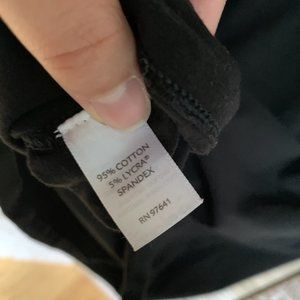 95% COTTON
5% LYCRA®
SPANDEX
RN 97641